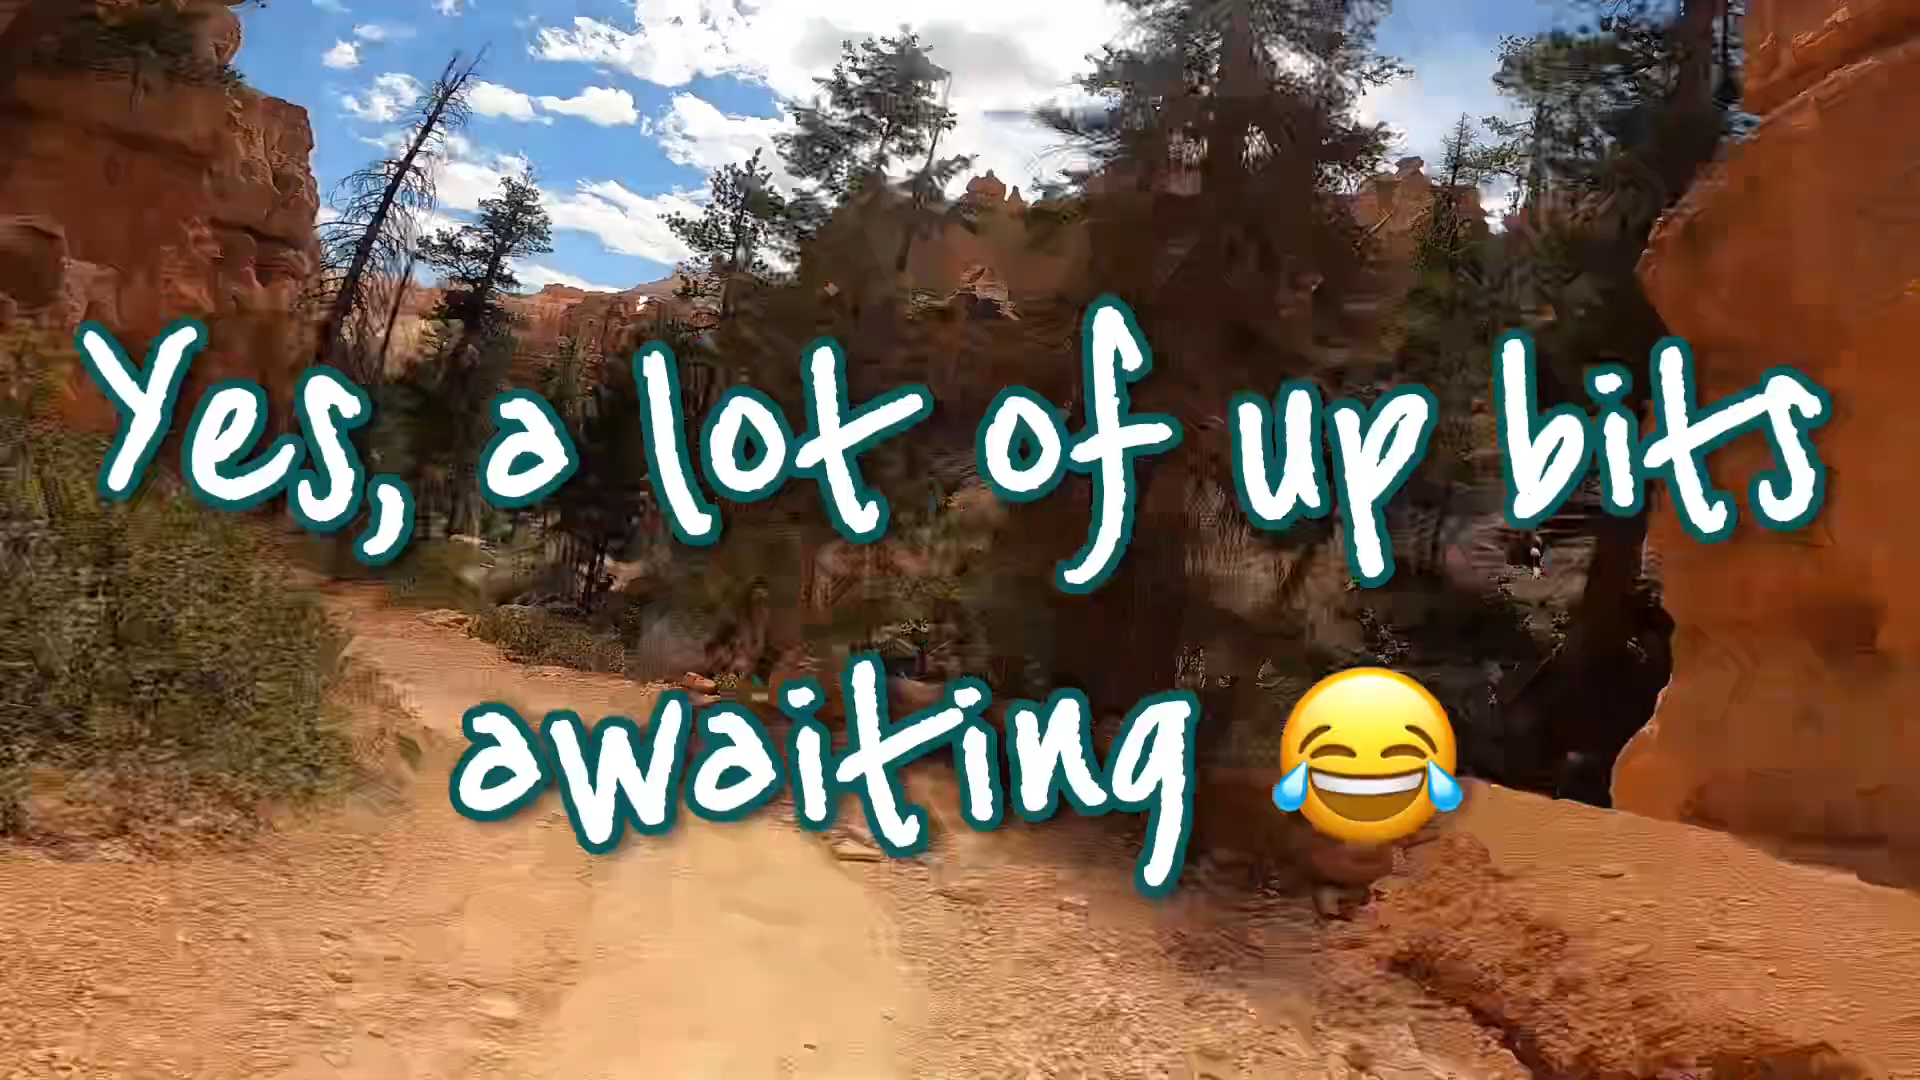 Yes, a lot of up bits
awaiting 😂